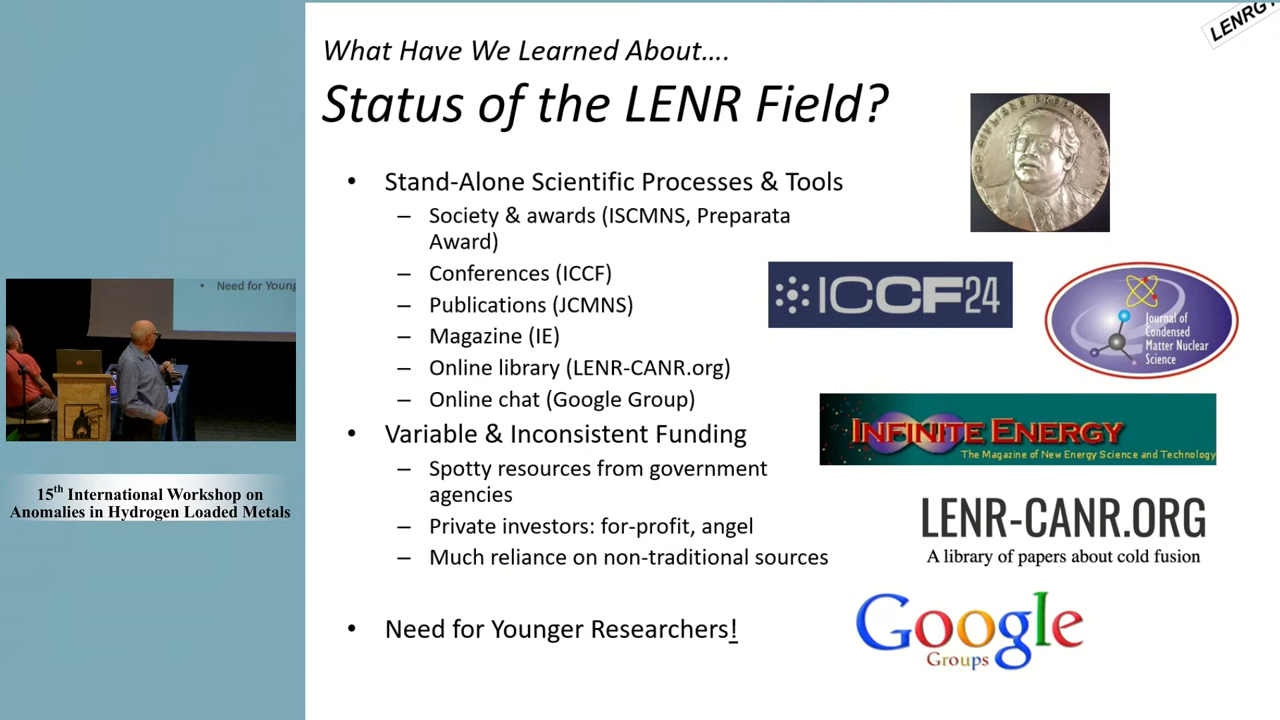 LENRGY
What Have We Learned About….
Status of the LENR Field?
• Stand-Alone Scientific Processes & Tools
– Society & awards (ISCMNS, Preparata
Award)
– Conferences (ICCF)
– Publications (JCMNS)
– Magazine (IE)
– Online library (LENR-CANR.org)
– Online chat (Google Group)
• Variable & Inconsistent Funding
– Spotty resources from government
agencies
– Private investors: for-profit, angel
– Much reliance on non-traditional sources
• Need for Younger Researchers!
GIULIANO PREPARATA MEDAL
ICCF24
Journal of
Condensed
Matter Nuclear
Science
INFINITE ENERGY
The Magazine of New Energy Science and Technology
LENR-CANR.ORG
A library of papers about cold fusion
Google
Groups
• Need for Young
15th International Workshop on
Anomalies in Hydrogen Loaded Metals